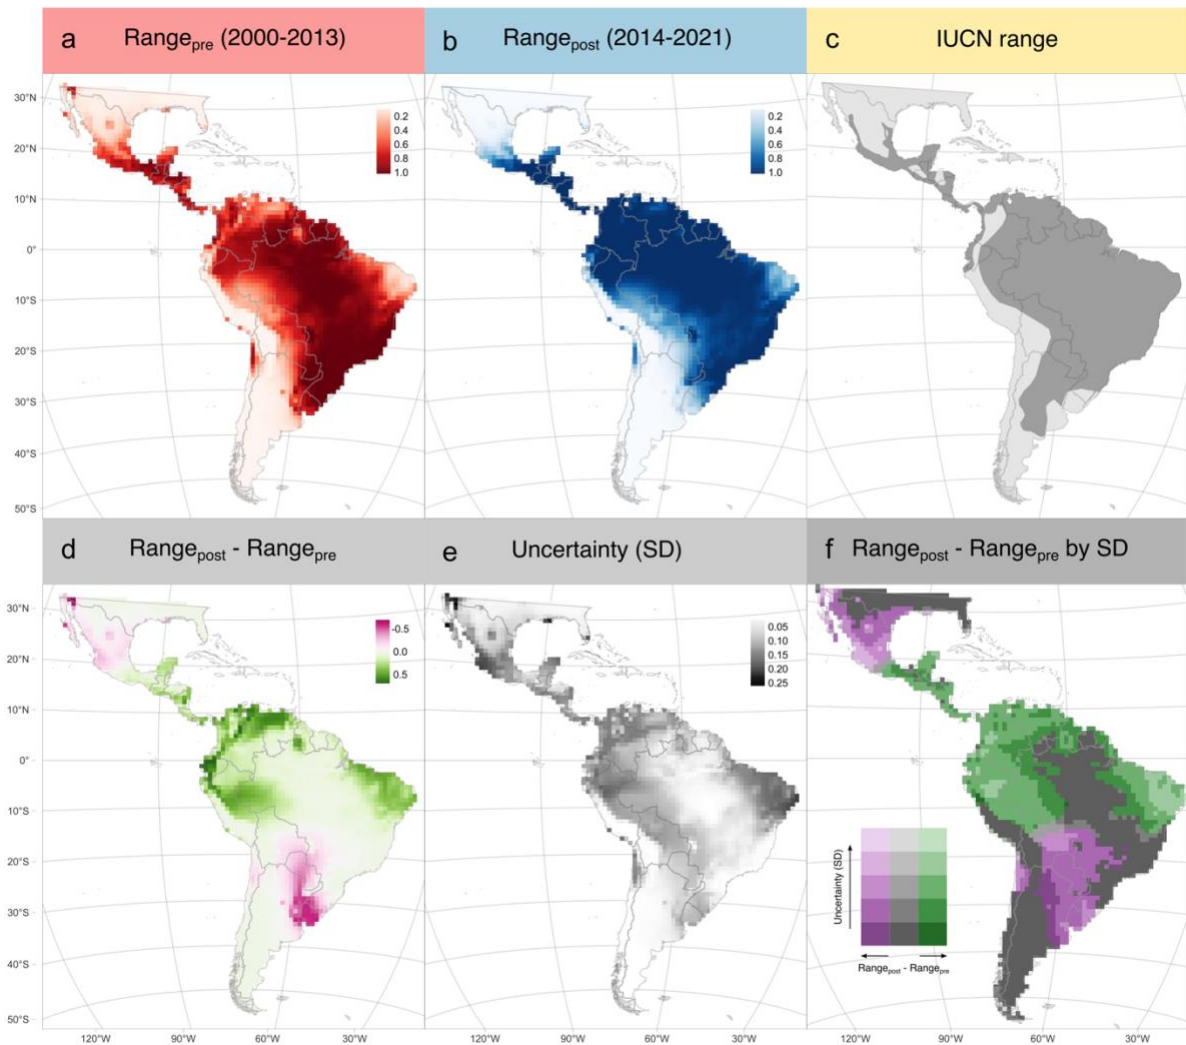 a Range_pre (2000-2013)
b Range_post (2014-2021)
c IUCN range
30°N
20°N
10°N
0°
10°S
20°S
30°S
40°S
50°S
0.2
0.4
0.6
0.8
1.0
0.2
0.4
0.6
0.8
1.0
d Range_post - Range_pre
e Uncertainty (SD)
f Range_post - Range_pre by SD
30°N
20°N
10°N
0°
10°S
20°S
30°S
40°S
50°S
-0.5
0.0
0.5
0.05
0.10
0.15
0.20
0.25
Uncertainty (SD)
Range_post - Range_pre
120°W 90°W 60°W 30°W
120°W 90°W 60°W 30°W
120°W 90°W 60°W 30°W